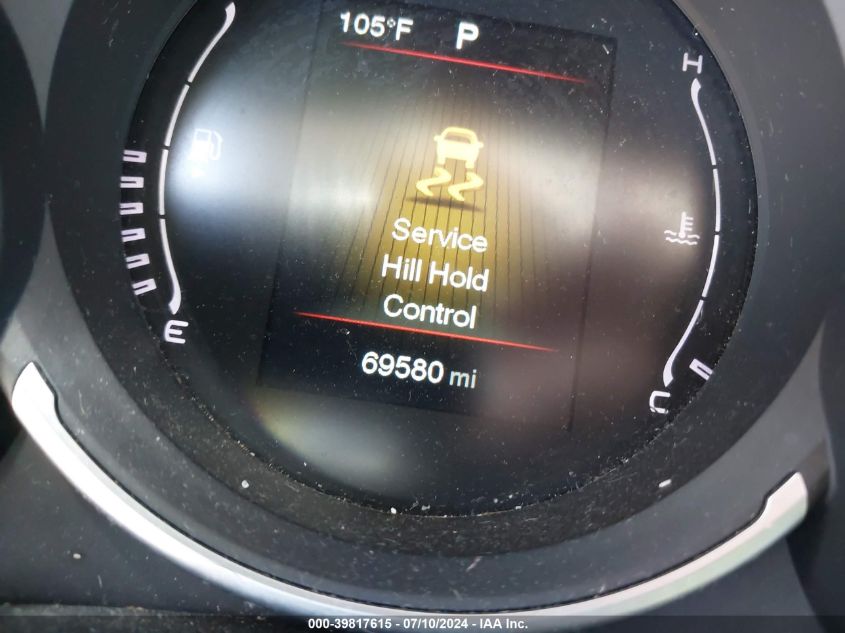 105°F P
H
Service
Hill Hold
Control
E
69580 mi
C
000-39817615 - 07/10/2024 - IAA Inc.